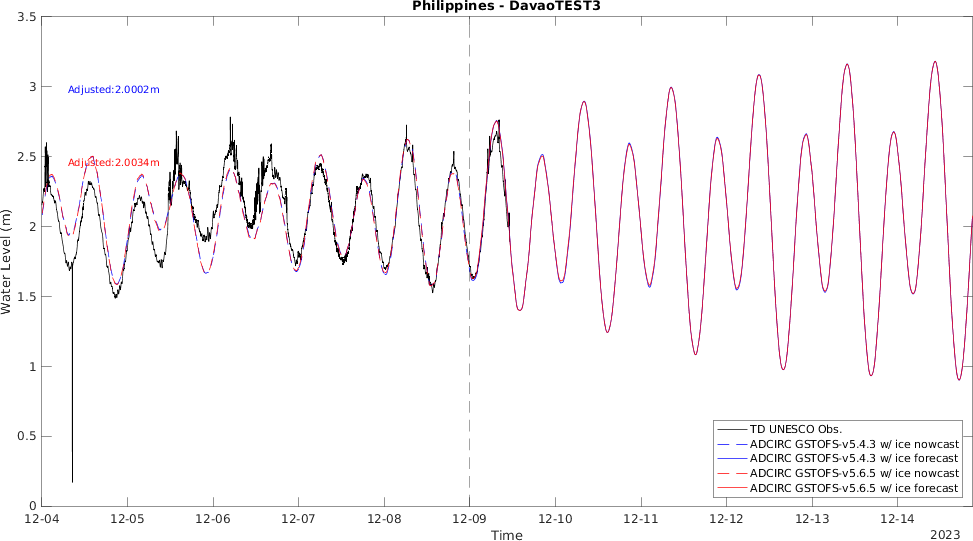 Philippines - DavaoTEST3
3.5
3
2.5
2
1.5
1
0.5
0
Water Level (m)
Adjusted:2.0002m
Adjusted:2.0034m
TD UNESCO Obs.
ADCIRC GSTOFS-v5.4.3 w/ ice nowcast
ADCIRC GSTOFS-v5.4.3 w/ ice forecast
ADCIRC GSTOFS-v5.6.5 w/ ice nowcast
ADCIRC GSTOFS-v5.6.5 w/ ice forecast
12-04 12-05 12-06 12-07 12-08 12-09 12-10 12-11 12-12 12-13 12-14
Time
2023